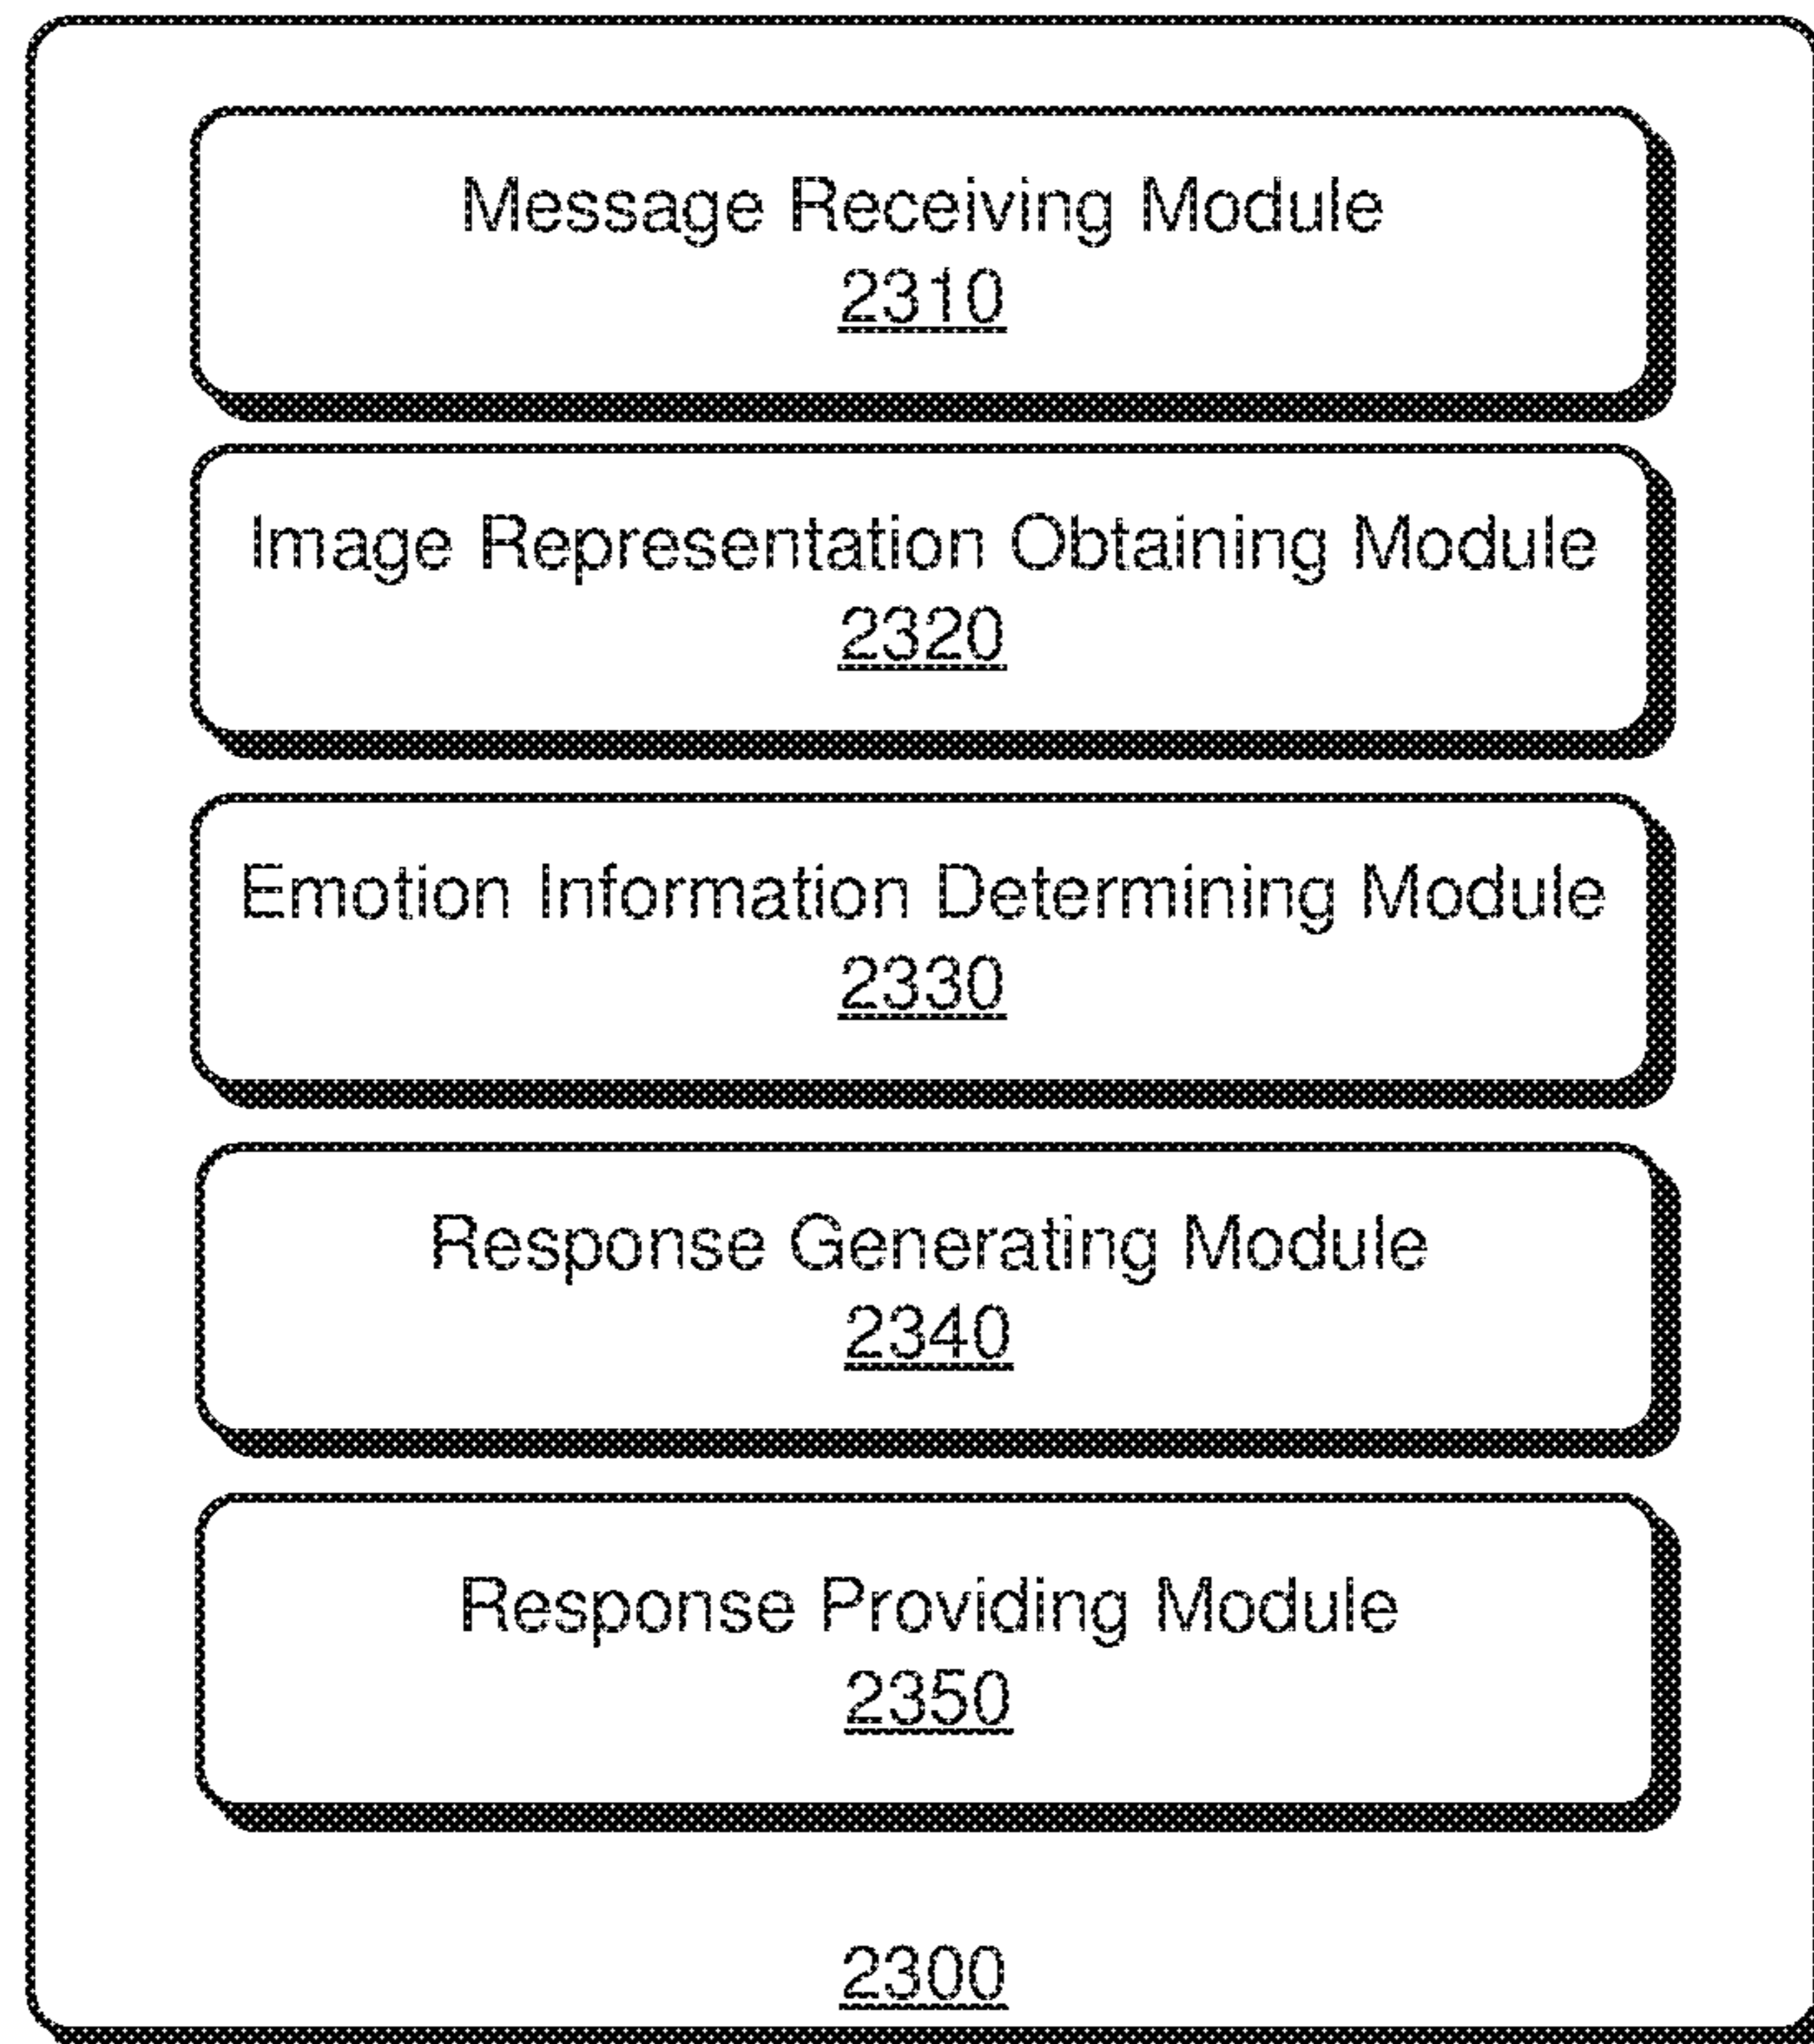 Message Receiving Module
2310
Image Representation Obtaining Module
2320
Emotion Information Determining Module
2330
Response Generating Module
2340
Response Providing Module
2350
2300